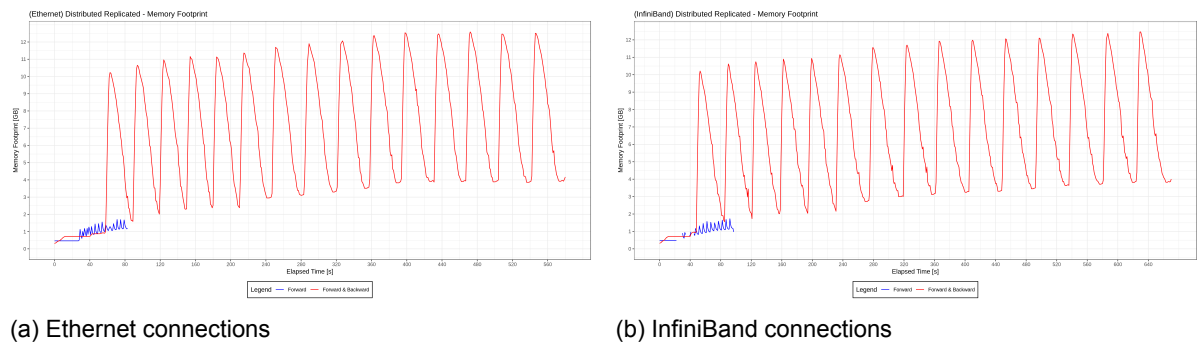 (Ethernet) Distributed Replicated - Memory Footprint
Memory Footprint [GB]
12
11
10
9
8
7
6
5
4
3
2
1
0
0 40 80 120 160 200 240 280 320 360 400 440 480 520 560
Elapsed Time [s]
Legend Forward Forward & Backward
(a) Ethernet connections
(InfiniBand) Distributed Replicated - Memory Footprint
Memory Footprint [GB]
12
11
10
9
8
7
6
5
4
3
2
1
0
0 40 80 120 160 200 240 280 320 360 400 440 480 520 560 600 640
Elapsed Time [s]
Legend Forward Forward & Backward
(b) InfiniBand connections